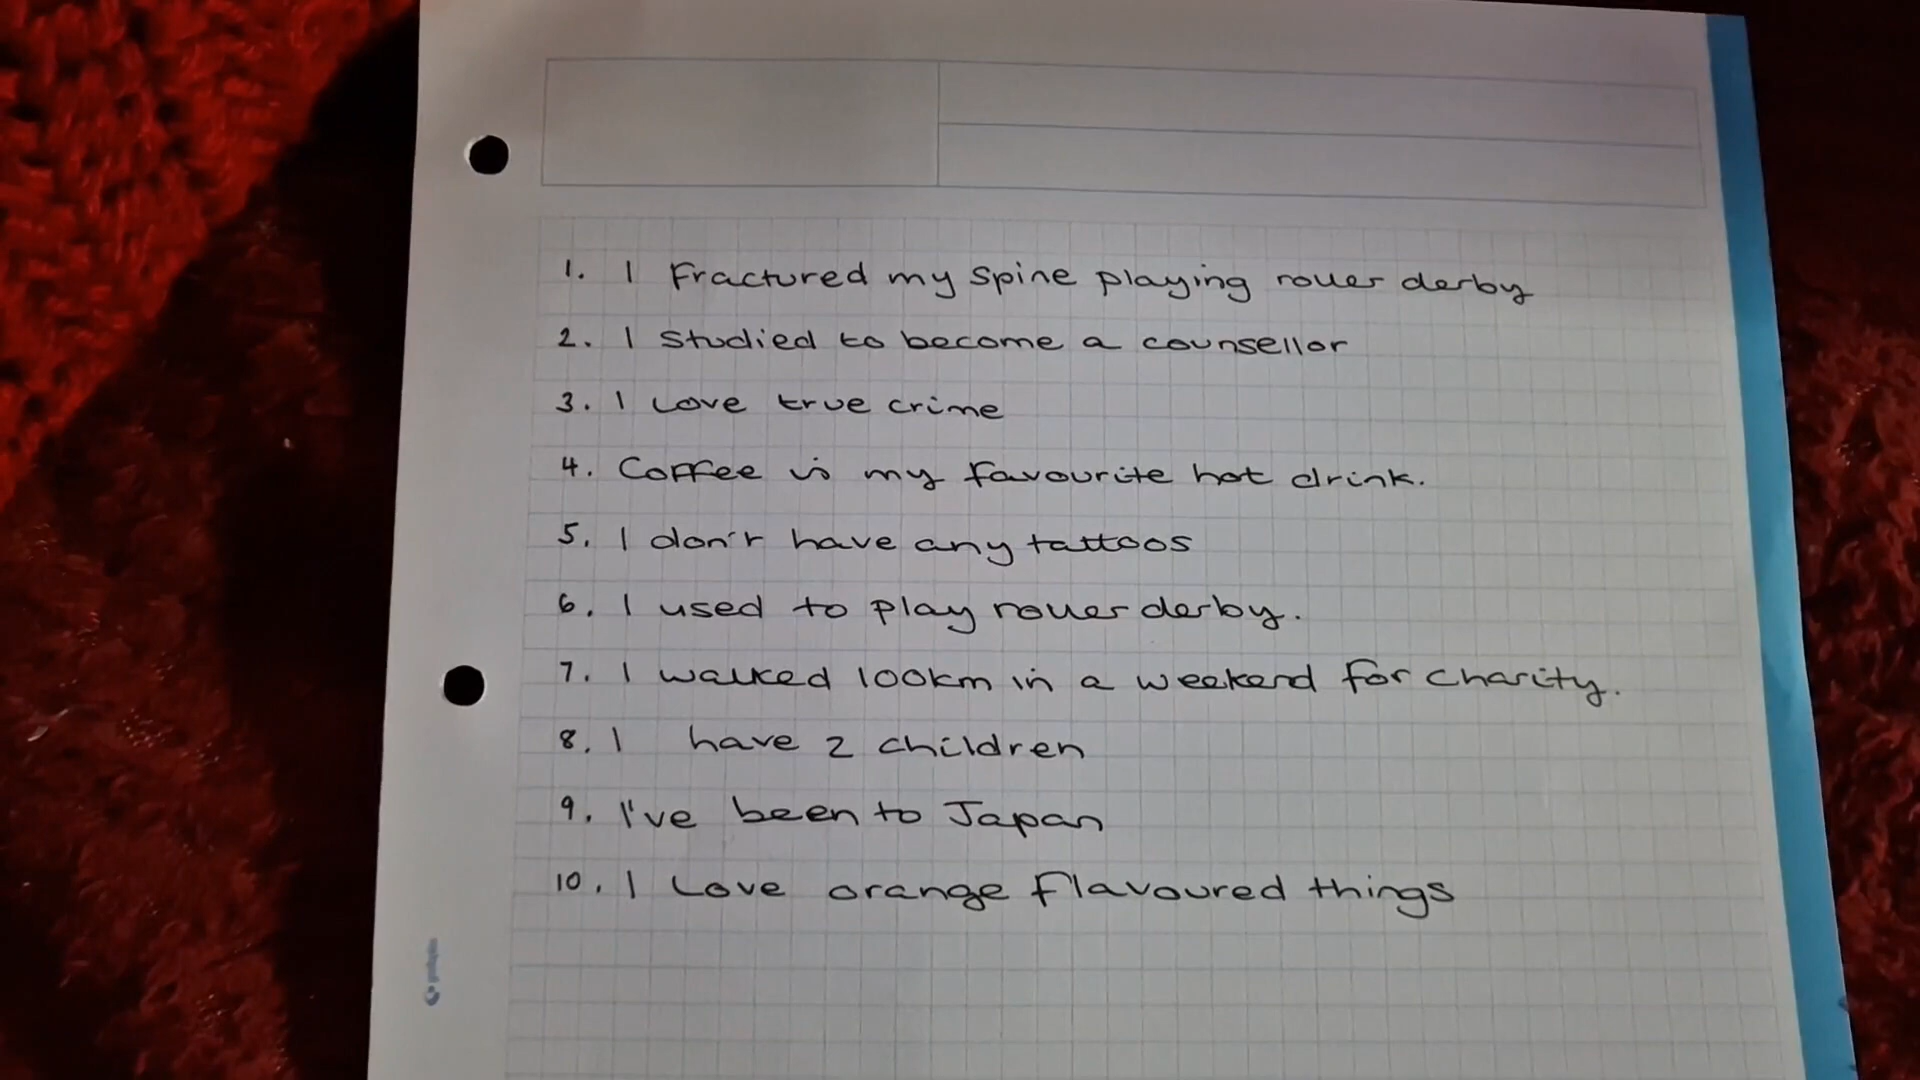 1. I Fractured my spine playing roller derby
2. I studied to become a counsellor
3. I love true crime
4. Coffee is my favourite hot drink.
5. I don't have any tattoos
6. I used to play roller derby.
7. I walked 100km in a weekend for charity.
8. I have 2 children
9. I've been to Japan
10. I Love orange flavoured things